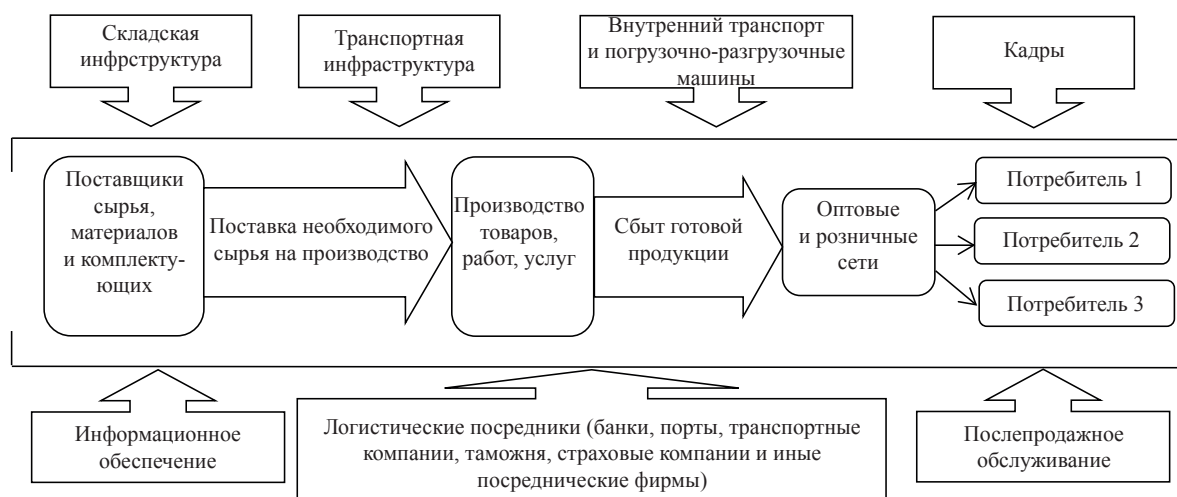 Складская
инфрструктура
Транспортная
инфраструктура
Внутренний транспорт
и погрузочно-разгрузочные
машины
Кадры
Поставщики
сырья,
материалов
и комплекту-
ющих
Поставка необходимого
сырья на производство
Производство
товаров,
работ, услуг
Сбыт готовой
продукции
Оптовые
и розничные
сети
Потребитель 1
Потребитель 2
Потребитель 3
Информационное
обеспечение
Логистические посредники (банки, порты, транспортные
компании, таможня, страховые компании и иные
посреднические фирмы)
Послепродажное
обслуживание